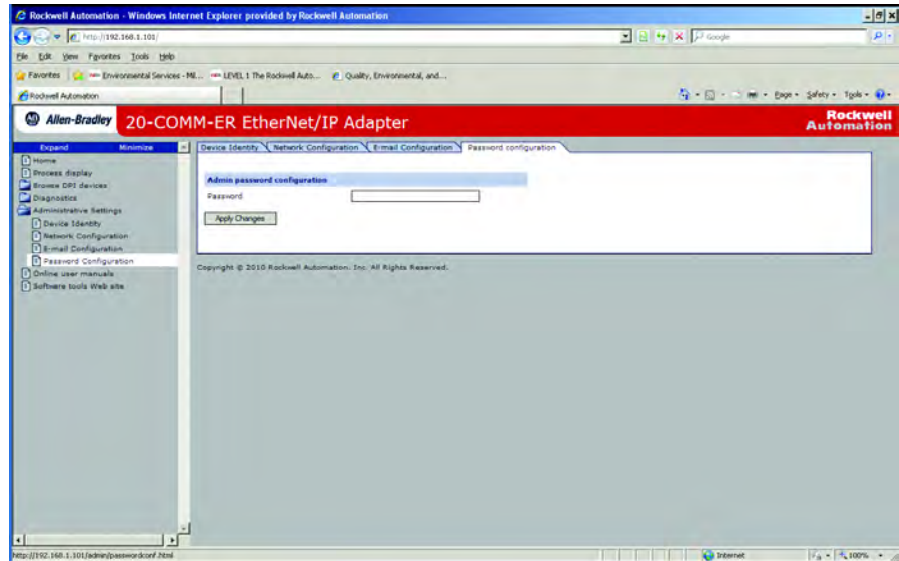 Rockwell Automation - Windows Internet Explorer provided by Rockwell Automation
http://192.168.1.101/
Google
File Edit View Favorites Tools Help
Favorites
Environmental Services - Mil...
LEVEL 1 The Rockwell Auto...
Quality, Environmental, and...
Rockwell Automation
Page Safety Tools
Allen-Bradley
20-COMM-ER EtherNet/IP Adapter
Rockwell
Automation
Expand Minimize
Home
Process display
Browse DPI devices
Diagnostics
Administrative Settings
Device Identity
Network Configuration
E-mail Configuration
Password Configuration
Online user manuals
Software tools Web site
Device Identity Network Configuration E-mail Configuration Password configuration
Admin password configuration
Password
Apply Changes
Copyright © 2010 Rockwell Automation, Inc. All Rights Reserved.
http://192.168.1.101/admin/passwordconf.html
Internet
100%